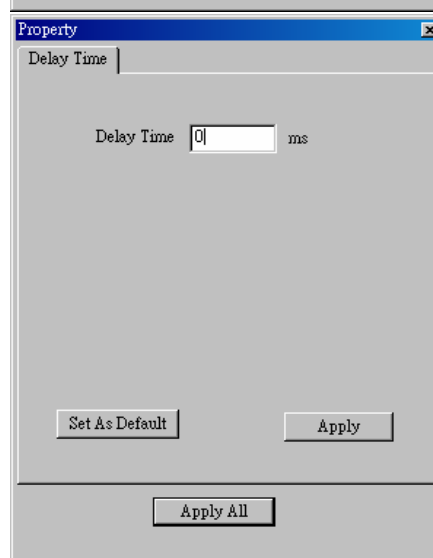 Property
Delay Time
Delay Time 0 ms
Set As Default Apply
Apply All